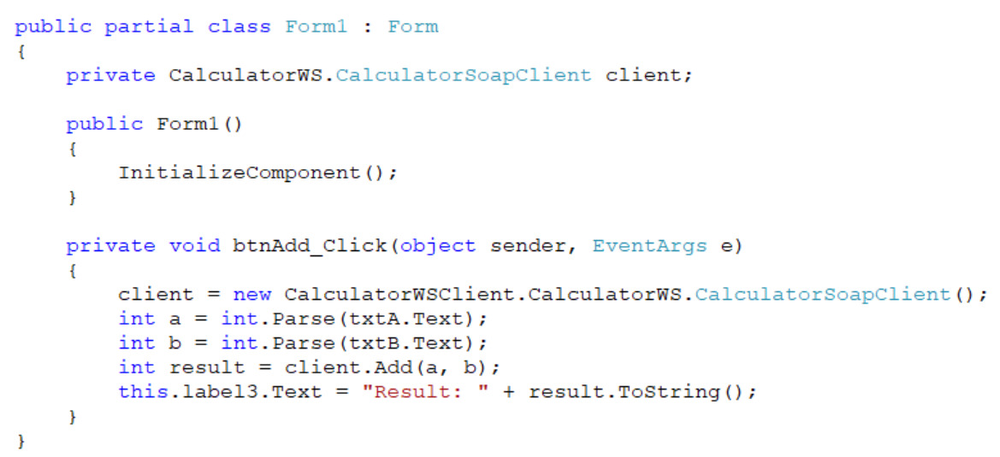 public partial class Form1 : Form
{
    private CalculatorWS.CalculatorSoapClient client;

    public Form1()
    {
        InitializeComponent();
    }

    private void btnAdd_Click(object sender, EventArgs e)
    {
        client = new CalculatorWSClient.CalculatorWS.CalculatorSoapClient();
        int a = int.Parse(txtA.Text);
        int b = int.Parse(txtB.Text);
        int result = client.Add(a, b);
        this.label3.Text = "Result: " + result.ToString();
    }
}